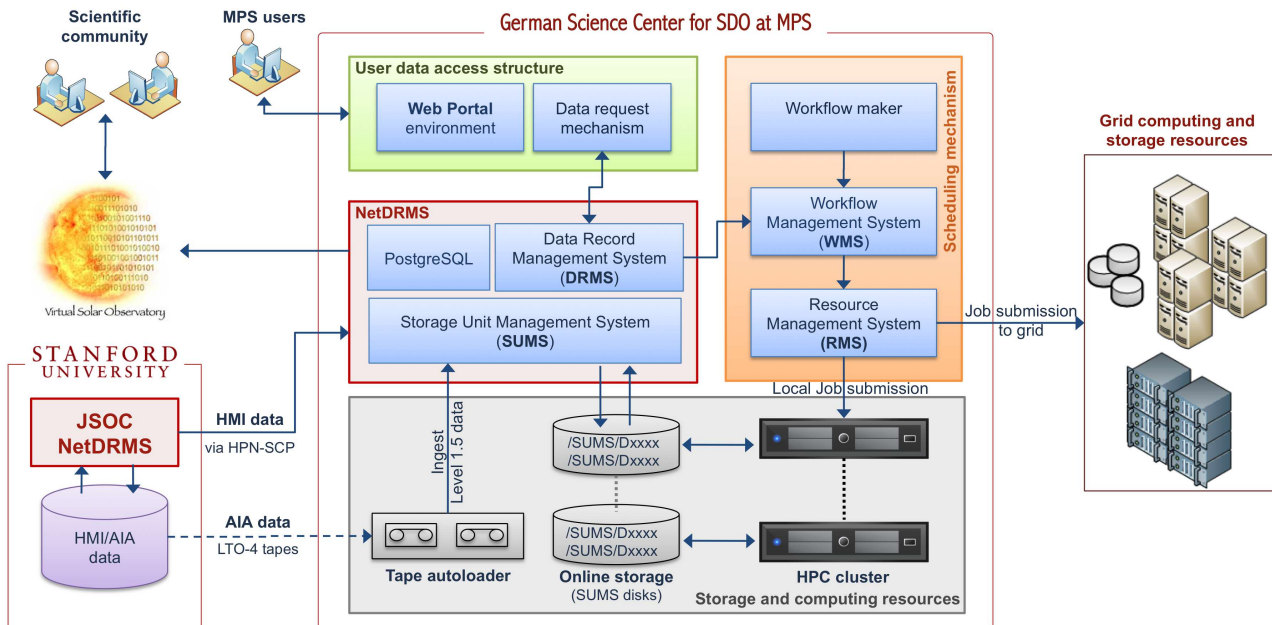 Scientific
community
MPS users
German Science Center for SDO at MPS
User data access structure
Web Portal
environment
Data request
mechanism
Workflow maker
Scheduling mechanism
Workflow
Management System
(WMS)
Resource
Management System
(RMS)
Grid computing and
storage resources
NetDRMS
PostgreSQL
Data Record
Management System
(DRMS)
Storage Unit Management System
(SUMS)
Virtual Solar Observatory
Job submission
to grid
Local Job submission
STANFORD
UNIVERSITY
JSOC
NetDRMS
HMI data
via HPN-SCP
HMI/AIA
data
AIA data
LTO-4 tapes
Ingest
Level 1.5 data
Tape autoloader
/SUMS/Dxxxx
/SUMS/Dxxxx
/SUMS/Dxxxx
/SUMS/Dxxxx
Online storage
(SUMS disks)
HPC cluster
Storage and computing resources